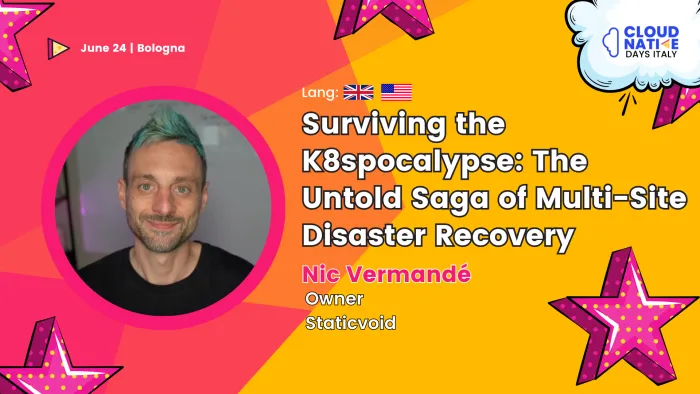 June 24 | Bologna
CLOUD
NATIVE
DAYS ITALY
Lang:
Surviving the
K8spocalypse: The
Untold Saga of Multi-Site
Disaster Recovery
Nic Vermandé
Owner
Staticvoid